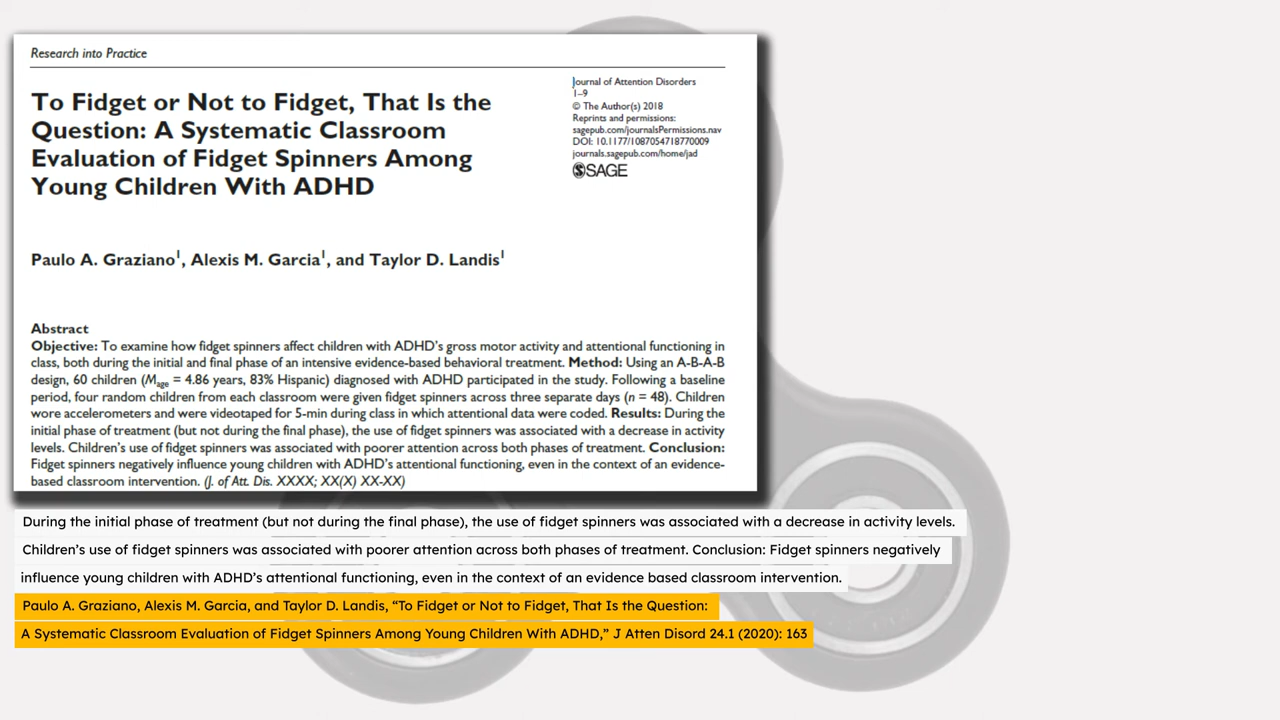 Research into Practice
To Fidget or Not to Fidget, That Is the
Question: A Systematic Classroom
Evaluation of Fidget Spinners Among
Young Children With ADHD
Journal of Attention Disorders
1–9
© The Author(s) 2018
Reprints and permissions:
sagepub.com/journalsPermissions.nav
DOI: 10.1177/1087054718770009
journals.sagepub.com/home/jad
SAGE
Paulo A. Graziano1, Alexis M. Garcia1, and Taylor D. Landis1
Abstract
Objective: To examine how fidget spinners affect children with ADHD’s gross motor activity and attentional functioning in
class, both during the initial and final phase of an intensive evidence-based behavioral treatment. Method: Using an A-B-A-B
design, 60 children (Mage = 4.86 years, 83% Hispanic) diagnosed with ADHD participated in the study. Following a baseline
period, four random children from each classroom were given fidget spinners across three separate days (n = 48). Children
wore accelerometers and were videotaped for 5-min during class in which attentional data were coded. Results: During the
initial phase of treatment (but not during the final phase), the use of fidget spinners was associated with a decrease in activity
levels. Children’s use of fidget spinners was associated with poorer attention across both phases of treatment. Conclusion:
Fidget spinners negatively influence young children with ADHD’s attentional functioning, even in the context of an evidence-
based classroom intervention. (J. of Att. Dis. XXXX; XX(X) XX-XX)
During the initial phase of treatment (but not during the final phase), the use of fidget spinners was associated with a decrease in activity levels.
Children’s use of fidget spinners was associated with poorer attention across both phases of treatment. Conclusion: Fidget spinners negatively
influence young children with ADHD’s attentional functioning, even in the context of an evidence based classroom intervention.
Paulo A. Graziano, Alexis M. Garcia, and Taylor D. Landis, “To Fidget or Not to Fidget, That Is the Question:
A Systematic Classroom Evaluation of Fidget Spinners Among Young Children With ADHD,” J Atten Disord 24.1 (2020): 163